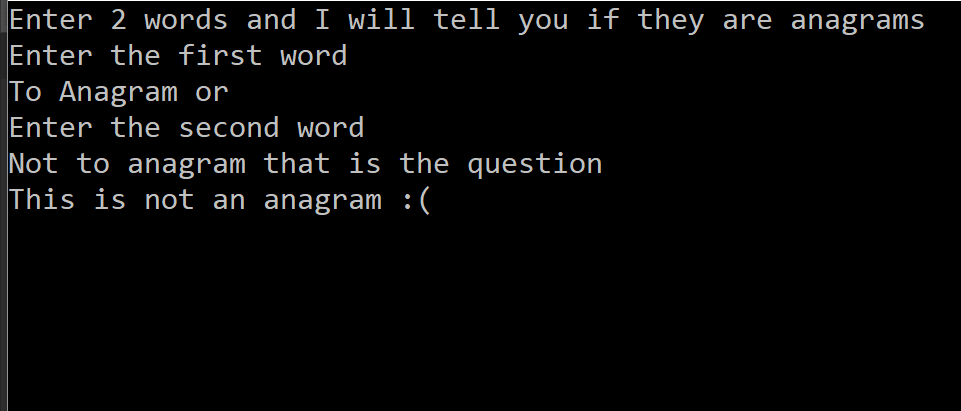 Enter 2 words and I will tell you if they are anagrams
Enter the first word
To Anagram or
Enter the second word
Not to anagram that is the question
This is not an anagram :(